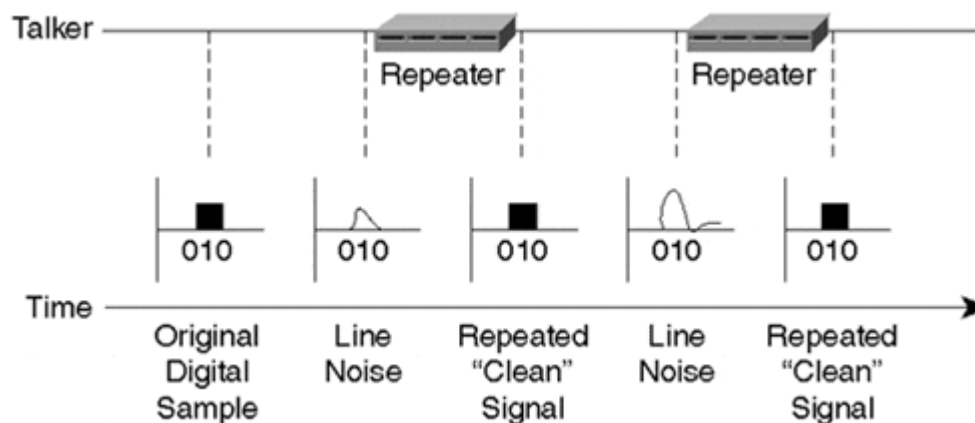 Talker
Repeater Repeater
010 010 010 010 010
Time
Original Line Repeated Line Repeated
Digital Noise “Clean” Noise “Clean”
Sample Signal Signal